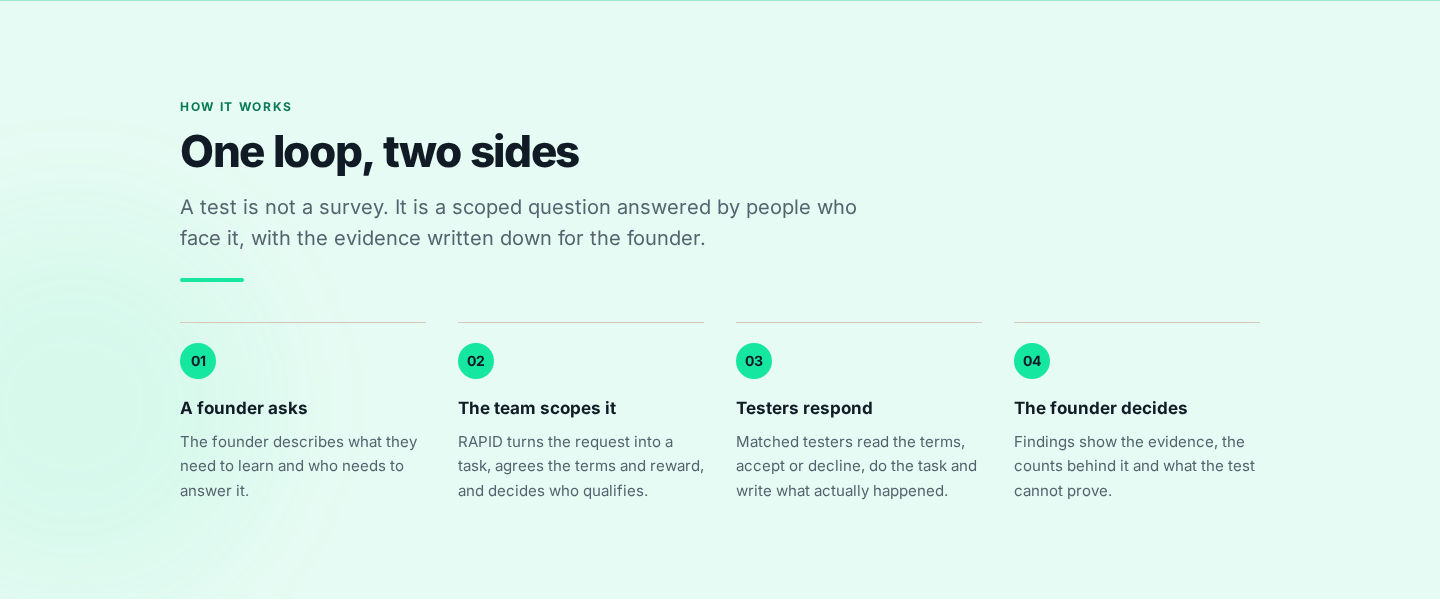 HOW IT WORKS
One loop, two sides
A test is not a survey. It is a scoped question answered by people who
face it, with the evidence written down for the founder.
01
A founder asks
The founder describes what they
need to learn and who needs to
answer it.
02
The team scopes it
RAPID turns the request into a
task, agrees the terms and reward,
and decides who qualifies.
03
Testers respond
Matched testers read the terms,
accept or decline, do the task and
write what actually happened.
04
The founder decides
Findings show the evidence, the
counts behind it and what the test
cannot prove.